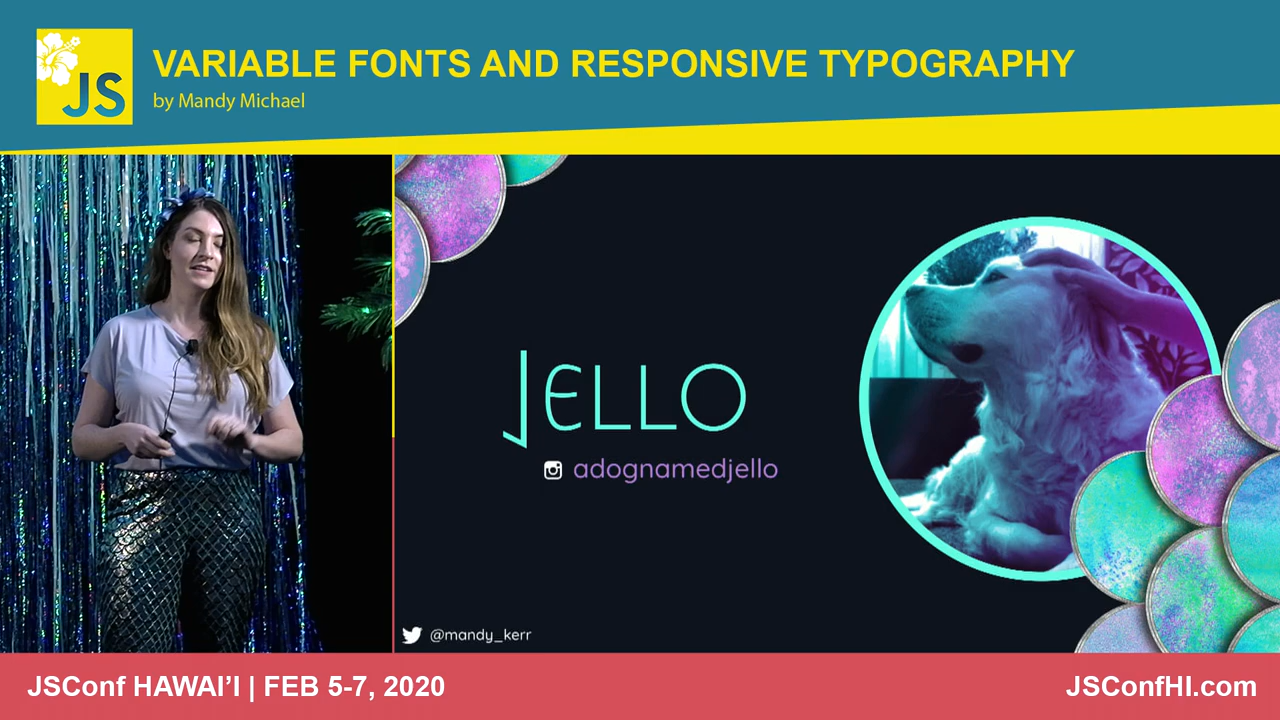 JS
VARIABLE FONTS AND RESPONSIVE TYPOGRAPHY
by Mandy Michael
JELLO
adognamedjello
@mandy_kerr
JSConf HAWAI’I | FEB 5-7, 2020
JSConfHI.com